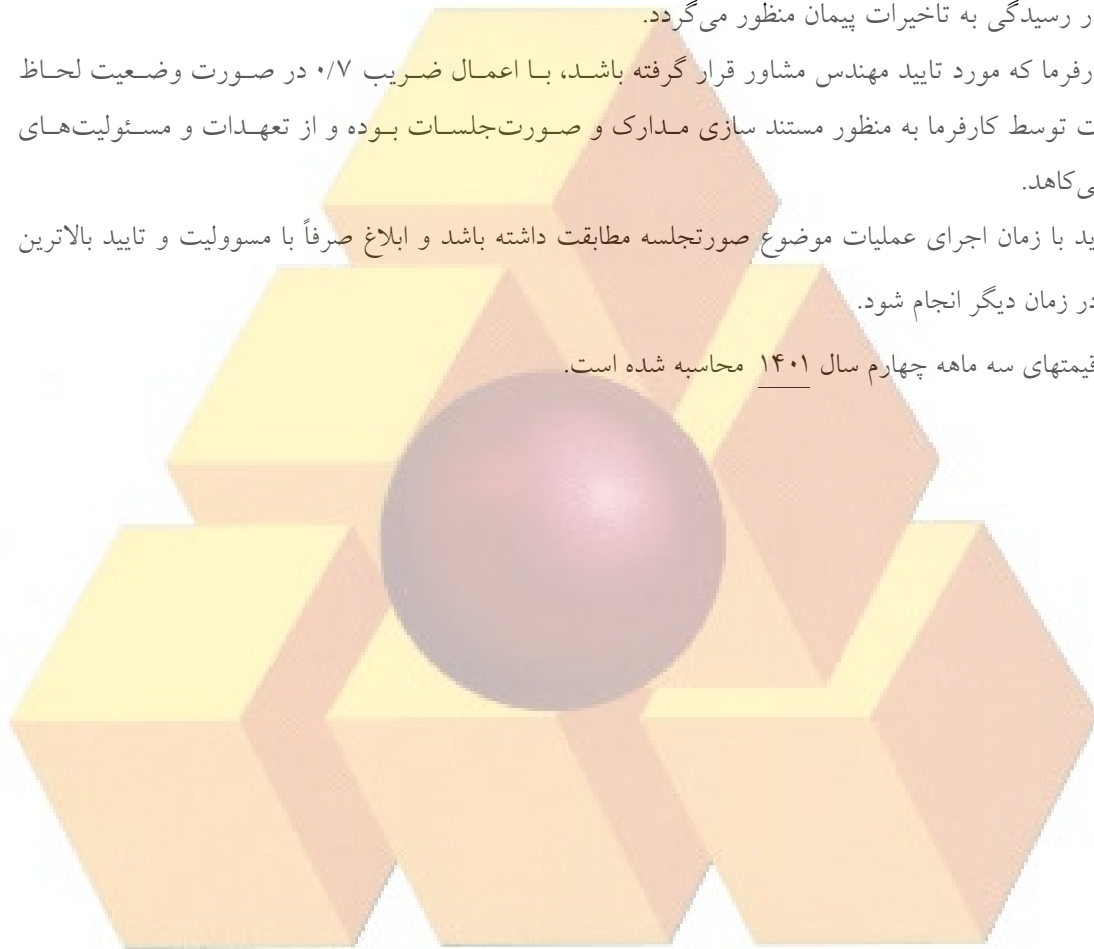 ر رسیدگی به تاخیرات پیمان منظور می‌گردد.
رفرما که مورد تایید مهندس مشاور قرار گرفته باشد، با اعمال ضریب ۰/۷ در صورت وضعیت لحاظ
ت توسط کارفرما به منظور مستند سازی مدارک و صورت‌جلسات بوده و از تعهدات و مسئولیت‌های
ی‌کاهد.
ید با زمان اجرای عملیات موضوع صورتجلسه مطابقت داشته باشد و ابلاغ صرفاً با مسوولیت و تایید بالاترین
در زمان دیگر انجام شود.
قیمتهای سه ماهه چهارم سال ۱۴۰۱ محاسبه شده است.